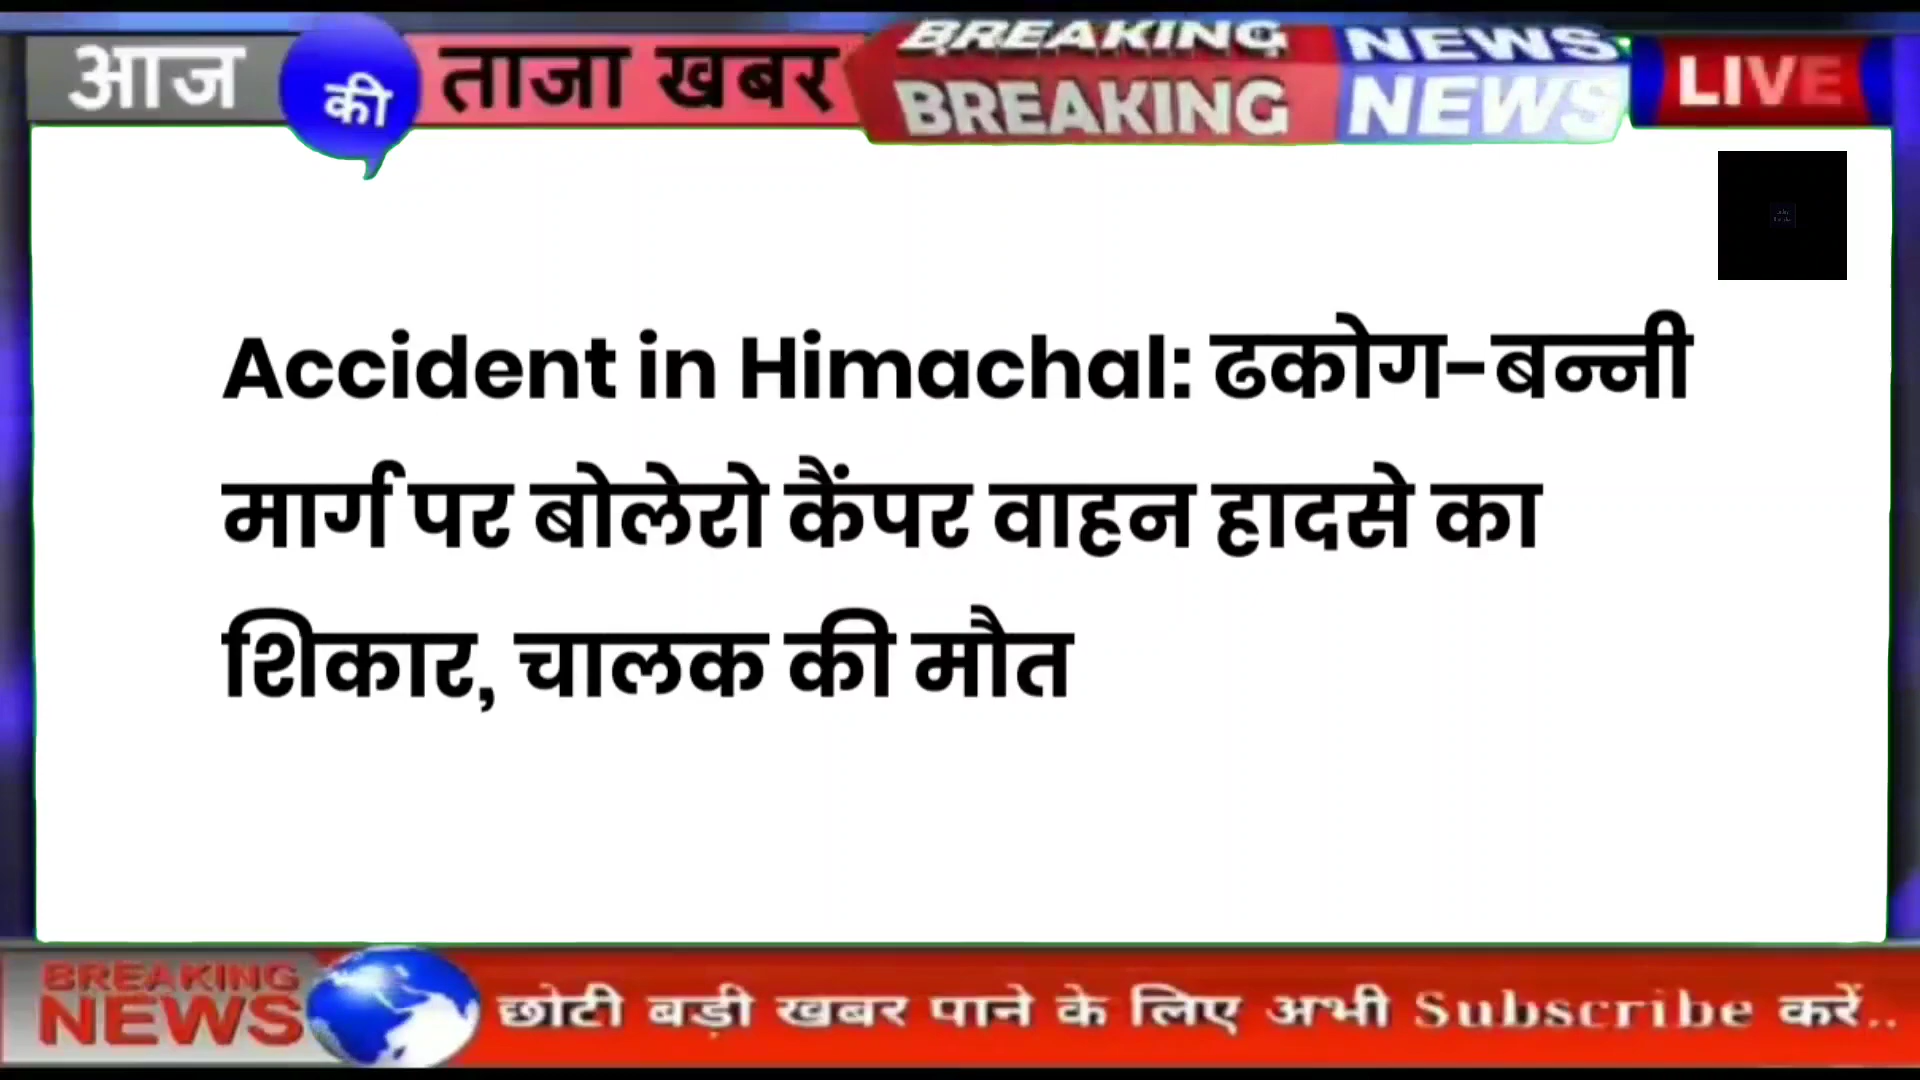 आज की ताजा खबर
BREAKING NEWS
BREAKING NEWS
LIVE
Accident in Himachal: ढकोग-बन्नी
मार्ग पर बोलेरो कैंपर वाहन हादसे का
शिकार, चालक की मौत
BREAKING
NEWS
छोटी बड़ी खबर पाने के लिए अभी Subscribe करें..